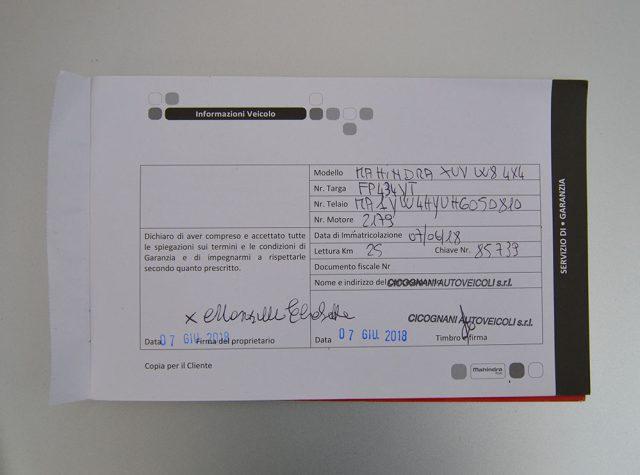 Informazioni Veicolo
Modello MAHINDRA XUV W8 4X4
Nr. Targa FP434VT
Nr. Telaio
Nr. Motore 2179
Dichiaro di aver compreso e accettato tutte
le spiegazioni sui termini e le condizioni di
Garanzia e di impegnarmi a rispettarle
secondo quanto prescritto.
Data di Immatricolazione 07/06/18
Lettura Km 25 Chiave Nr. 85739
Documento fiscale Nr
Nome e indirizzo del CICOGNANI AUTOVEICOLI s.r.l.
x
CICOGNANI AUTOVEICOLI s.r.l.
Data 07 GIU 2018 Firma del proprietario
Data 07 GIU. 2018 Timbro firma
Copia per il Cliente
Mahindra
SERVIZIO DI • GARANZIA